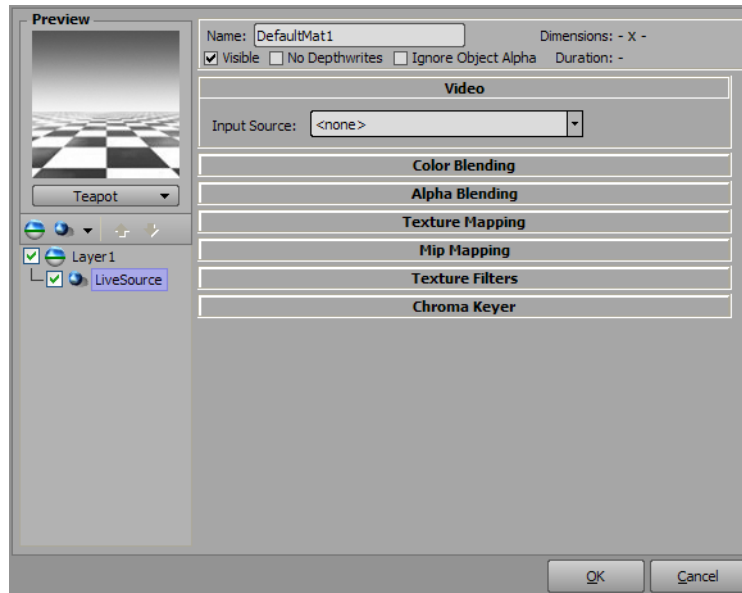 Preview
Name: DefaultMat1 Dimensions: - x -
Visible No Depthwrites Ignore Object Alpha Duration: -
Video
Input Source: <none>
Color Blending
Alpha Blending
Texture Mapping
Mip Mapping
Texture Filters
Chroma Keyer
Teapot
Layer1
LiveSource
OK Cancel